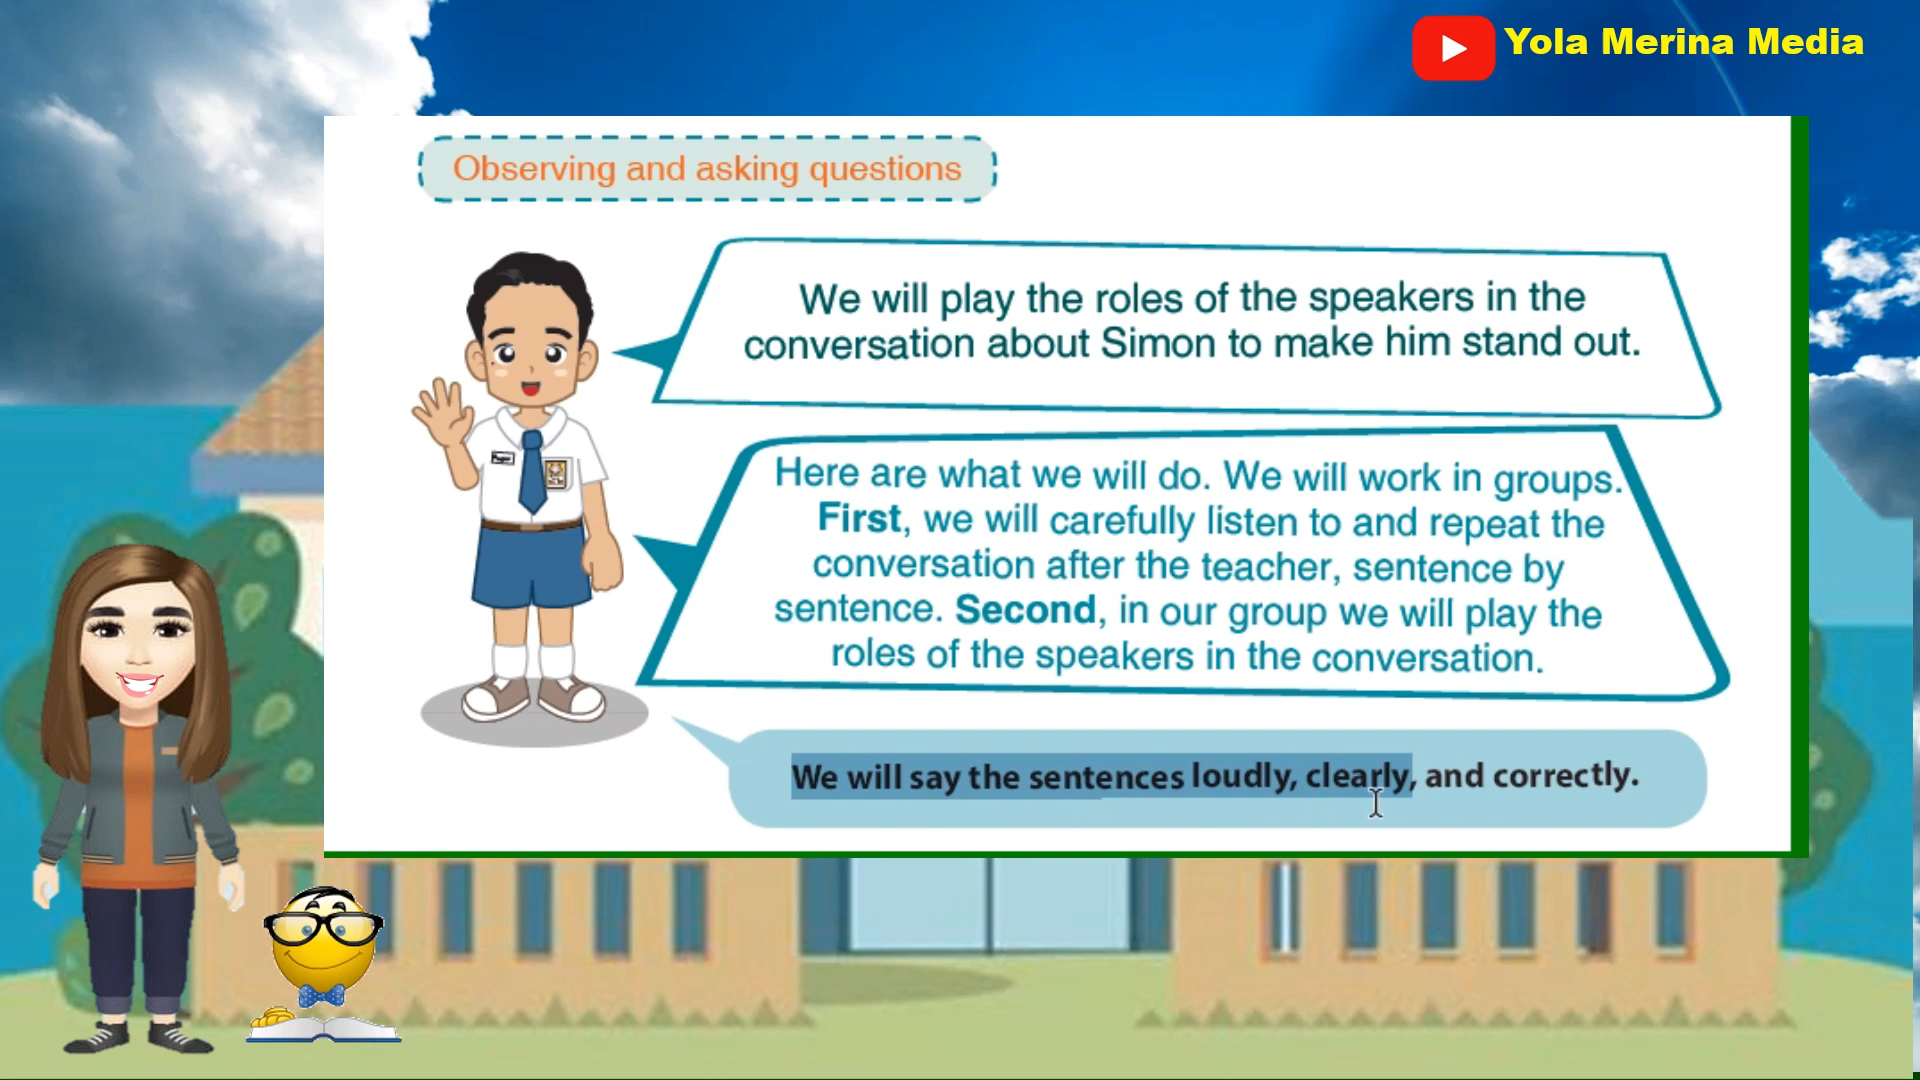 Yola Merina Media
Observing and asking questions
We will play the roles of the speakers in the
conversation about Simon to make him stand out.
Here are what we will do. We will work in groups.
First, we will carefully listen to and repeat the
conversation after the teacher, sentence by
sentence. Second, in our group we will play the
roles of the speakers in the conversation.
We will say the sentences loudly, clearly, and correctly.